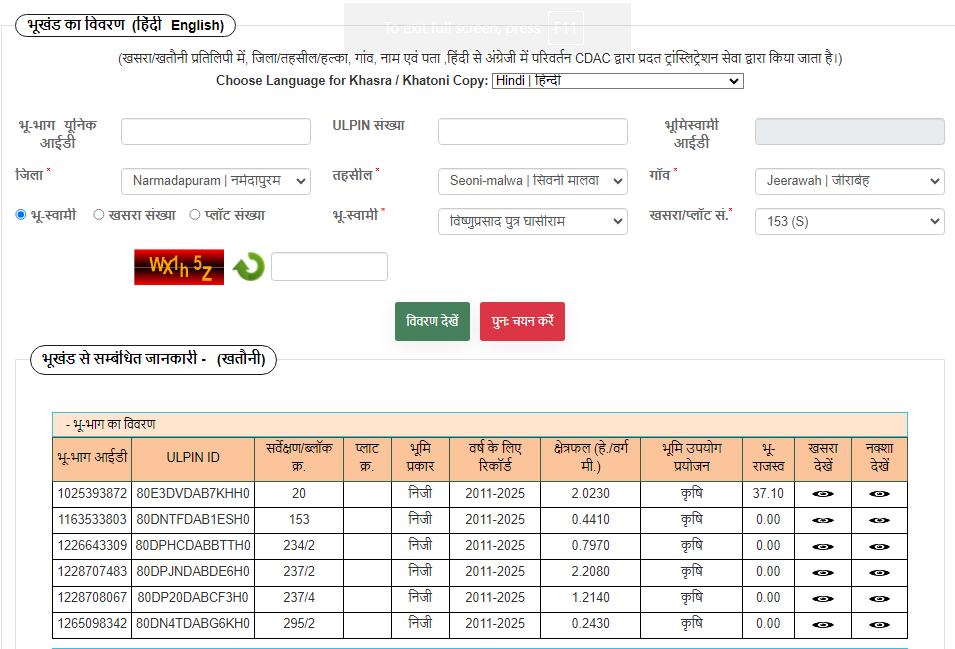 To exit full screen, press F11
भूखंड का विवरण (हिंदी English)
(खसरा/खतौनी प्रतिलिपी में, जिला/तहसील/हल्का, गांव, नाम एवं पता ,हिंदी से अंग्रेजी में परिवर्तन CDAC द्वारा प्रदत ट्रांस्लिट्रेशन सेवा द्वारा किया जाता है।)
Choose Language for Khasra / Khatoni Copy: Hindi | हिन्दी
भू-भाग यूनिक आईडी ULPIN संख्या भूमिस्वामी आईडी
जिला * Narmadapuram | नर्मदापुरम तहसील * Seoni-malwa | सिवनी मालवा गाँव * Jeerawah | जीराबेह
भू-स्वामी खसरा संख्या प्लॉट संख्या भू-स्वामी * विष्णुप्रसाद पुत्र घासीराम खसरा/प्लॉट सं.* 153 (S)
WX1h 5Z
विवरण देखें पुनः चयन करें
भूखंड से सम्बंधित जानकारी - (खतौनी)
- भू-भाग का विवरण
भू-भाग आईडी ULPIN ID सर्वेक्षण/ब्लॉक क्र. प्लाट क्र. भूमि प्रकार वर्ष के लिए रिकॉर्ड क्षेत्रफल (हे./वर्ग मी.) भूमि उपयोग प्रयोजन भू-राजस्व खसरा देखें नक्शा देखें
1025393872 80E3DVDAB7KHH0 20 निजी 2011-2025 2.0230 कृषि 37.10
1163533803 80DNTFDAB1ESH0 153 निजी 2011-2025 0.4410 कृषि 0.00
1226643309 80DPHCDABBTTH0 234/2 निजी 2011-2025 0.7970 कृषि 0.00
1228707483 80DPJNDABDE6H0 237/2 निजी 2011-2025 2.2080 कृषि 0.00
1228708067 80DP20DABCF3H0 237/4 निजी 2011-2025 1.2140 कृषि 0.00
1265098342 80DN4TDABG6KH0 295/2 निजी 2011-2025 0.2430 कृषि 0.00